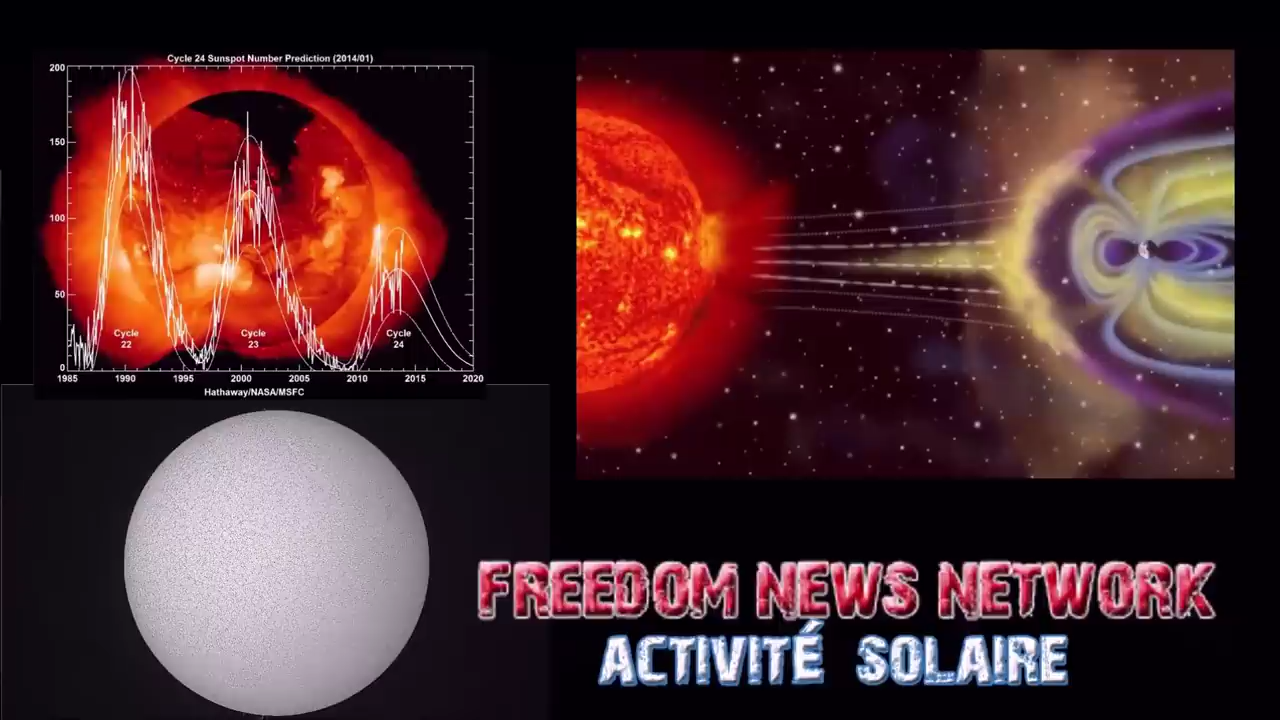 Cycle 24 Sunspot Number Prediction (2014/01)
200
150
100
50
0
Cycle
22
Cycle
23
Cycle
24
1985 1990 1995 2000 2005 2010 2015 2020
Hathaway/NASA/MSFC
FREEDOM NEWS NETWORK
ACTIVITÉ SOLAIRE